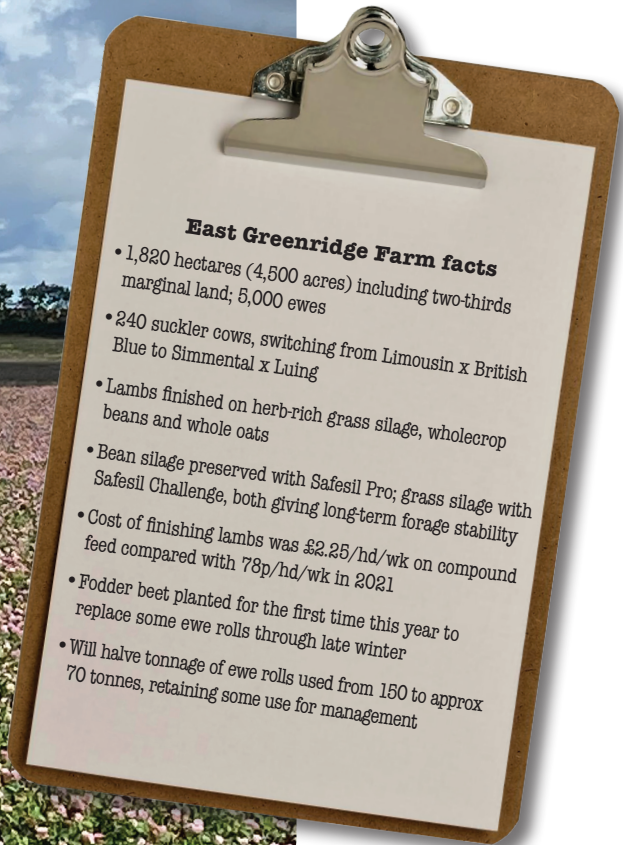 East Greenridge Farm facts
• 1,820 hectares (4,500 acres) including two-thirds
marginal land; 5,000 ewes
• 240 suckler cows, switching from Limousin x British
Blue to Simmental x Luing
• Lambs finished on herb-rich grass silage, wholecrop
beans and whole oats
• Bean silage preserved with Safesil Pro; grass silage with
Safesil Challenge, both giving long-term forage stability
• Cost of finishing lambs was £2.25/hd/wk on compound
feed compared with 78p/hd/wk in 2021
• Fodder beet planted for the first time this year to
replace some ewe rolls through late winter
• Will halve tonnage of ewe rolls used from 150 to approx
70 tonnes, retaining some use for management